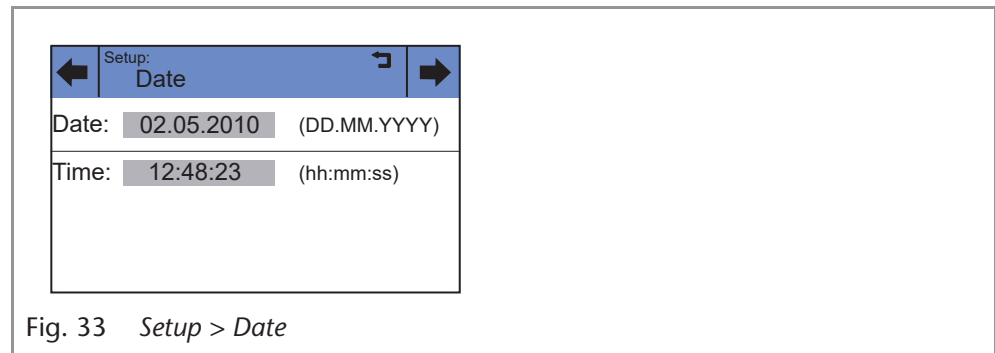 Setup:
Date
Date: 02.05.2010 (DD.MM.YYYY)
Time: 12:48:23 (hh:mm:ss)
Fig. 33 Setup > Date